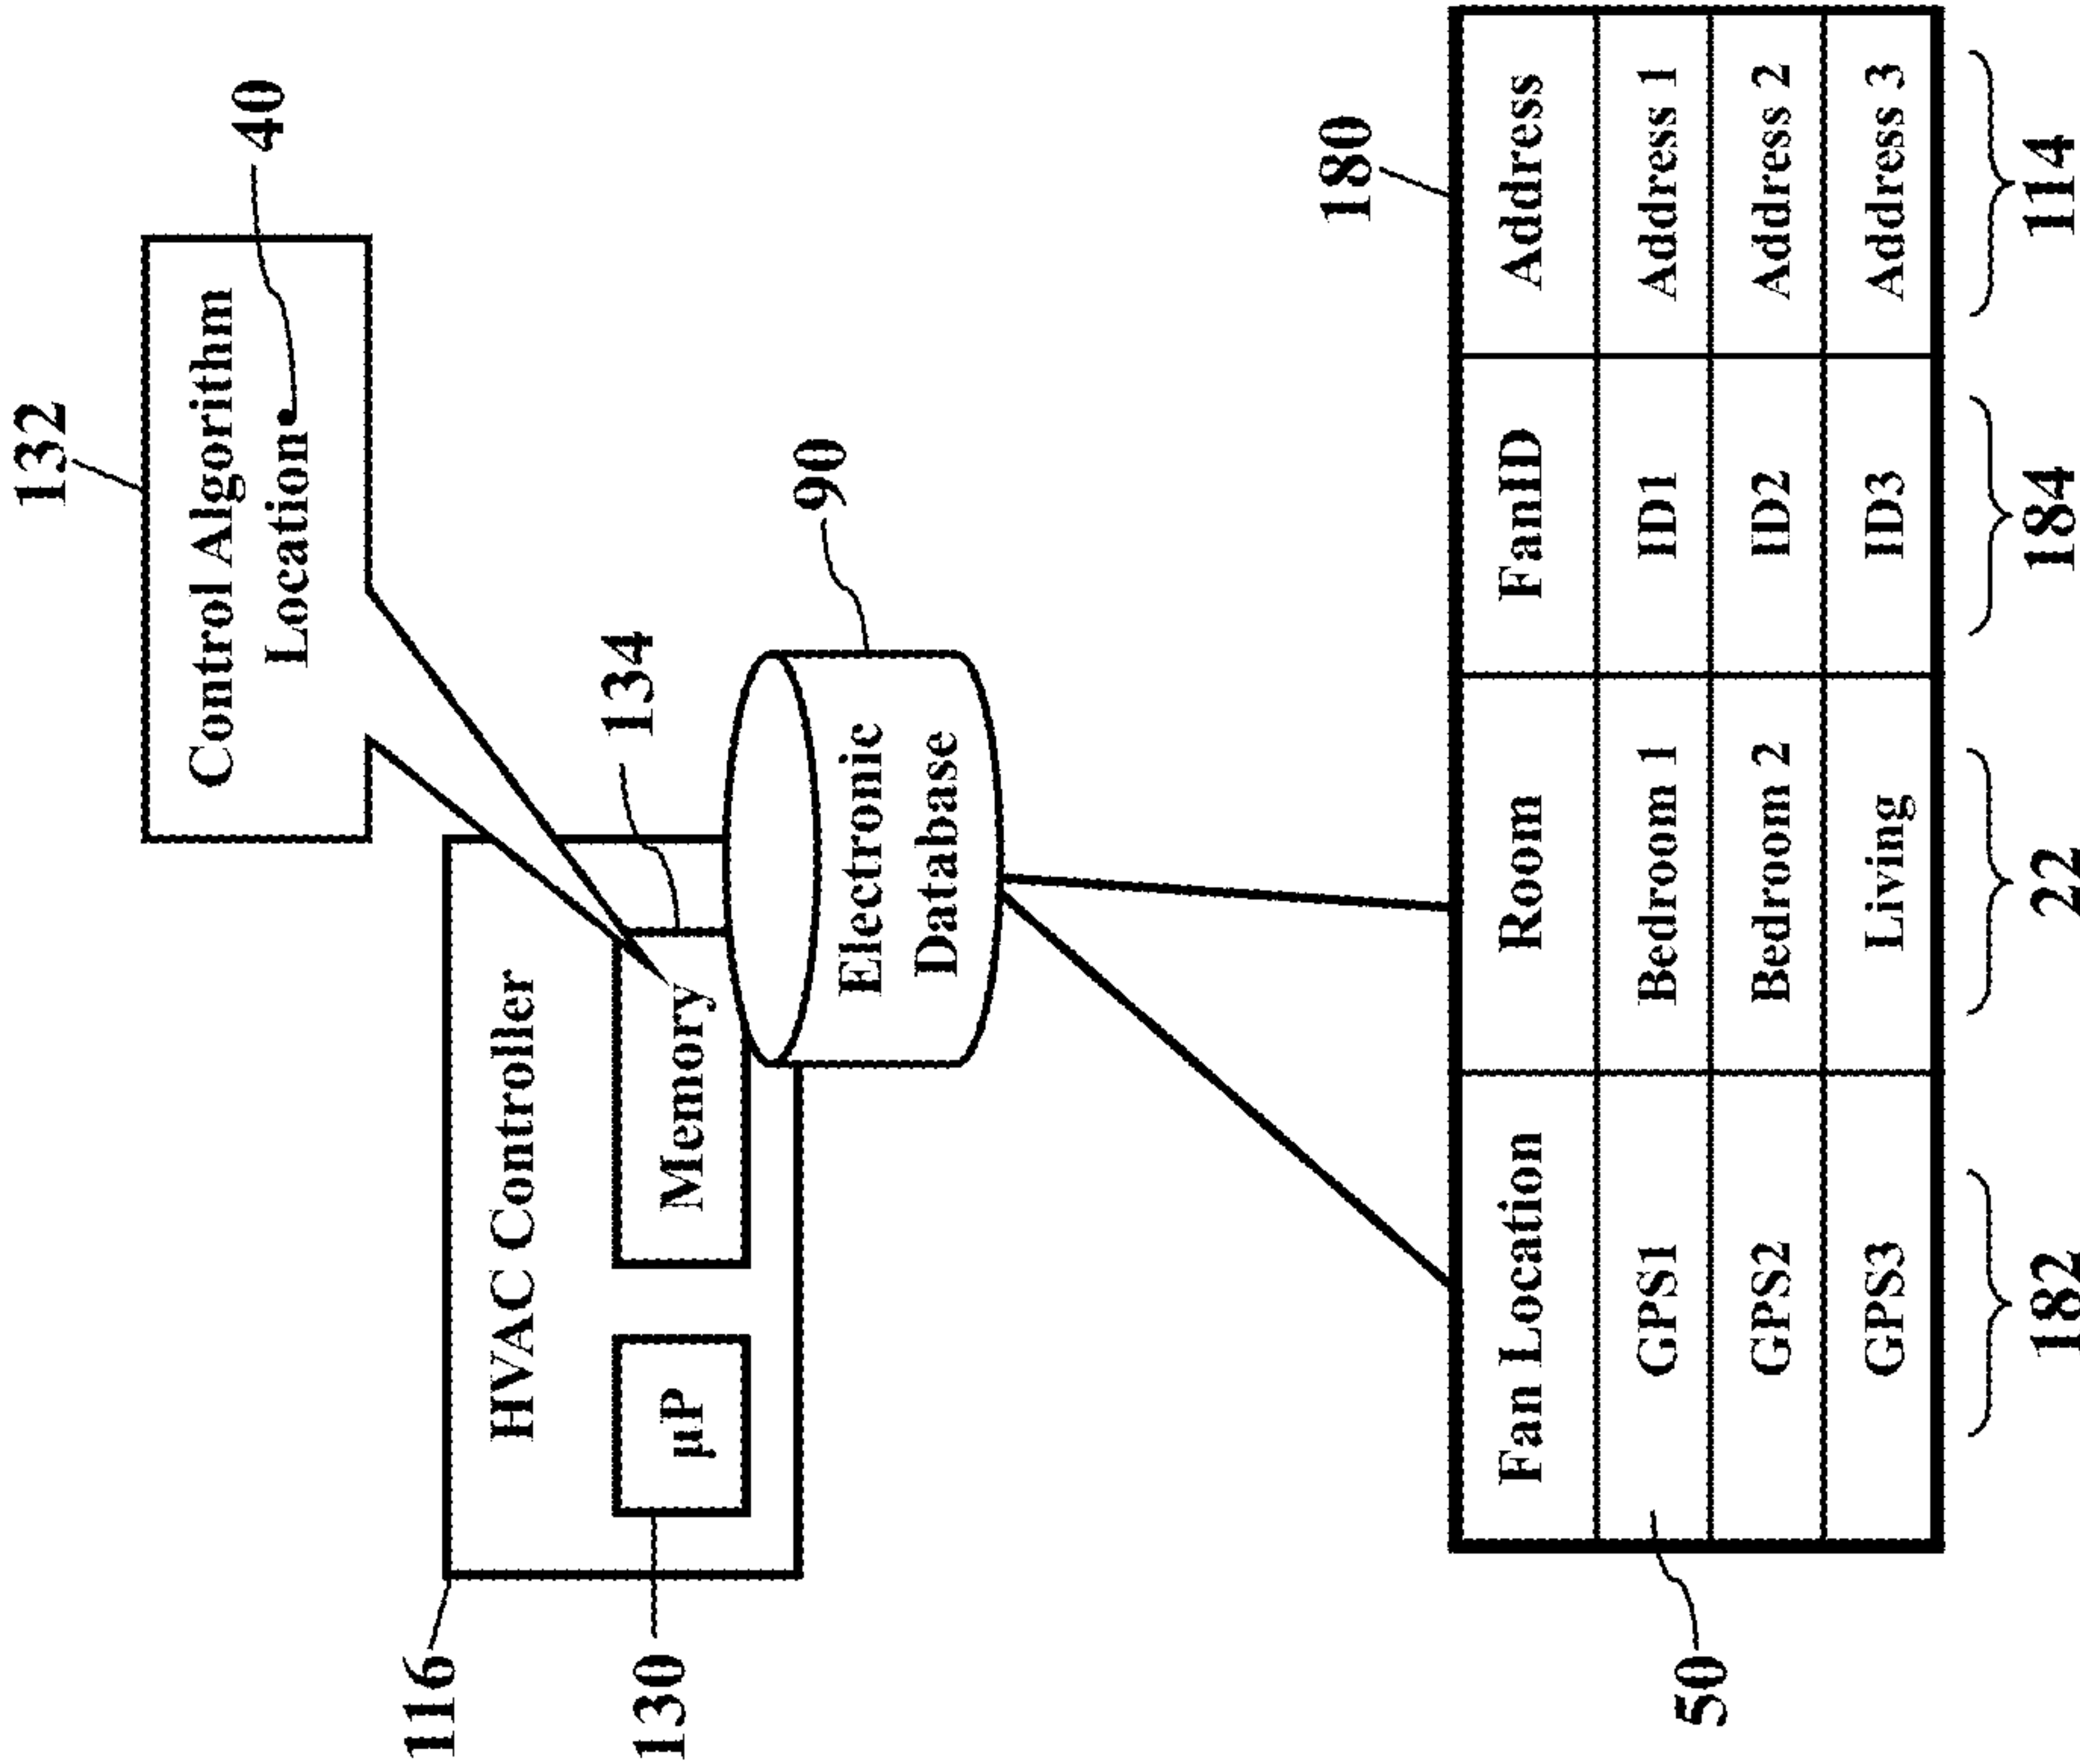 132
Control Algorithm
Location
40
116
HVAC Controller
134
130
µP
Memory
90
Electronic
Database
180
Fan Location Room FanID Address
50
GPS1 Bedroom 1 ID1 Address 1
GPS2 Bedroom 2 ID2 Address 2
GPS3 Living ID3 Address 3
182 22 184 114